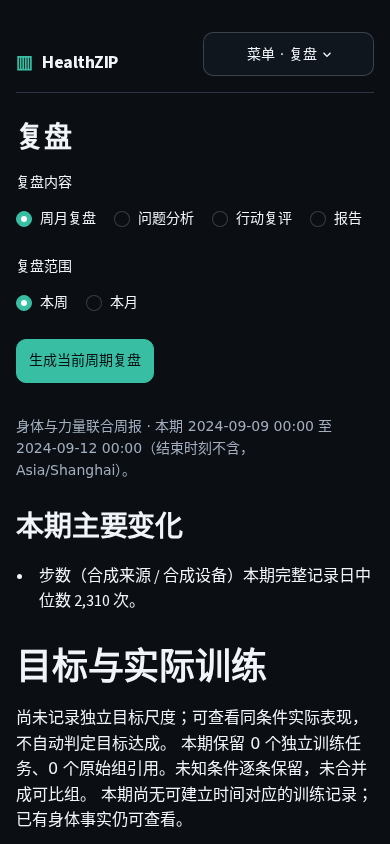 HealthZIP
菜单 · 复盘
复盘
复盘内容
周月复盘 问题分析 行动复评 报告
复盘范围
本周 本月
生成当前周期复盘
身体与力量联合周报 · 本期 2024-09-09 00:00 至
2024-09-12 00:00（结束时刻不含，
Asia/Shanghai）。
本期主要变化
• 步数（合成来源 / 合成设备）本期完整记录日中
位数 2,310 次。
目标与实际训练
尚未记录独立目标尺度；可查看同条件实际表现，
不自动判定目标达成。 本期保留 0 个独立训练任
务、0 个原始组引用。未知条件逐条保留，未合并
成可比组。 本期尚无可建立时间对应的训练记录；
已有身体事实仍可查看。